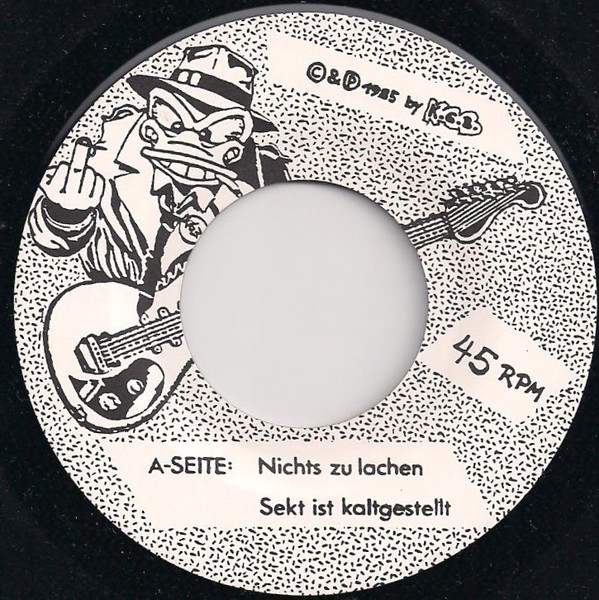 ©&℗ 1985 by K.G.B.
45 RPM
A-SEITE: Nichts zu lachen
Sekt ist kaltgestellt